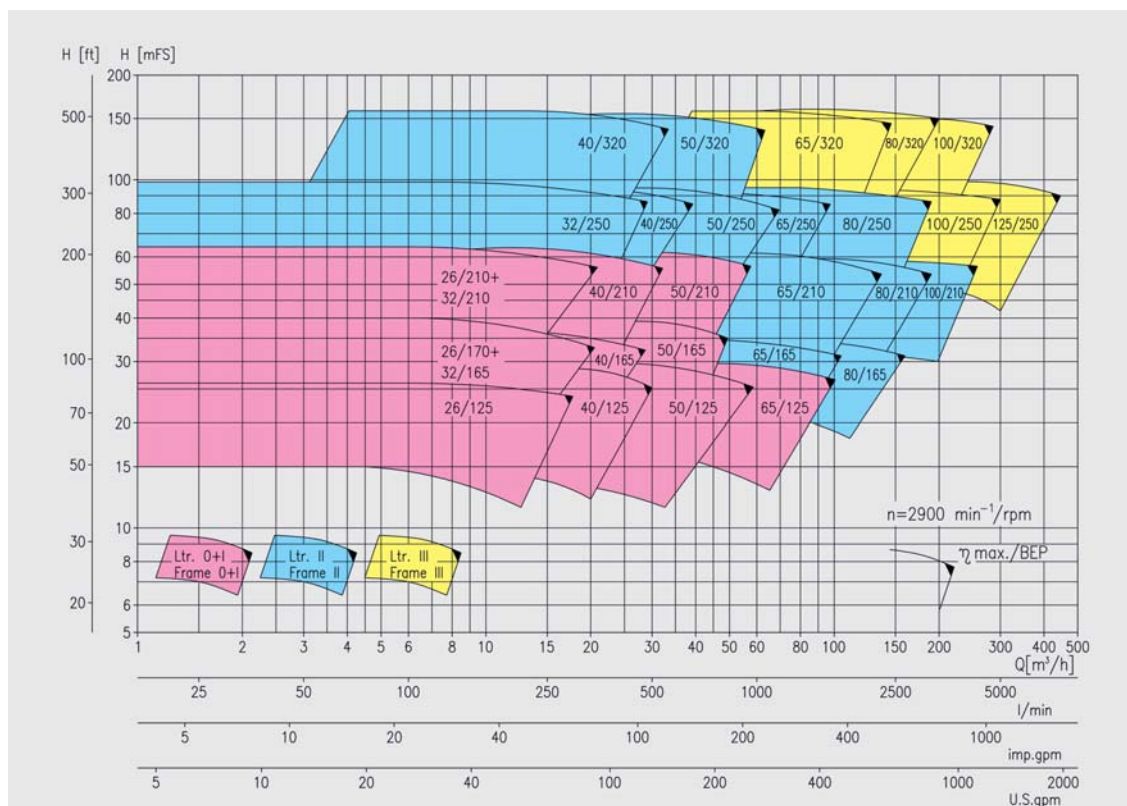 H [ft] H [mFS]
200
500
150
40/320 50/320 65/320 80/320 100/320
100
300
80
32/250 40/250 50/250 65/250 80/250 100/250 125/250
200
60
26/210+
32/210
40/210 50/210 65/210 80/210 100/210
50
40
26/170+
32/165
40/165 50/165 65/165 80/165
100
30
26/125 40/125 50/125 65/125
70
20
50
15
n=2900 min⁻¹/rpm
10
30
Ltr. 0+I
Frame 0+I
Ltr. II
Frame II
Ltr. III
Frame III
η max./BEP
8
20
6
5
1 2 3 4 5 6 8 10 15 20 30 40 50 60 80 100 150 200 300 400 500
Q[m³/h]
25 50 100 250 500 1000 2500 5000
l/min
5 10 20 40 100 200 400 1000
imp.gpm
5 10 20 40 100 200 400 1000 2000
U.S.gpm